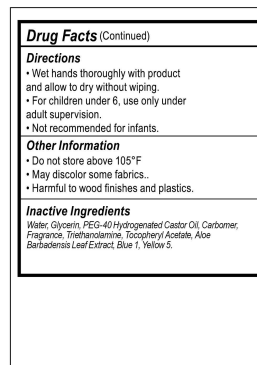 Drug Facts (Continued)
Directions
• Wet hands thoroughly with product
and allow to dry without wiping.
• For children under 6, use only under
adult supervision.
• Not recommended for infants.
Other Information
• Do not store above 105°F
• May discolor some fabrics..
• Harmful to wood finishes and plastics.
Inactive Ingredients
Water, Glycerin, PEG-40 Hydrogenated Castor Oil, Carbomer,
Fragrance, Triethanolamine, Tocopheryl Acetate, Aloe
Barbadensis Leaf Extract, Blue 1, Yellow 5.